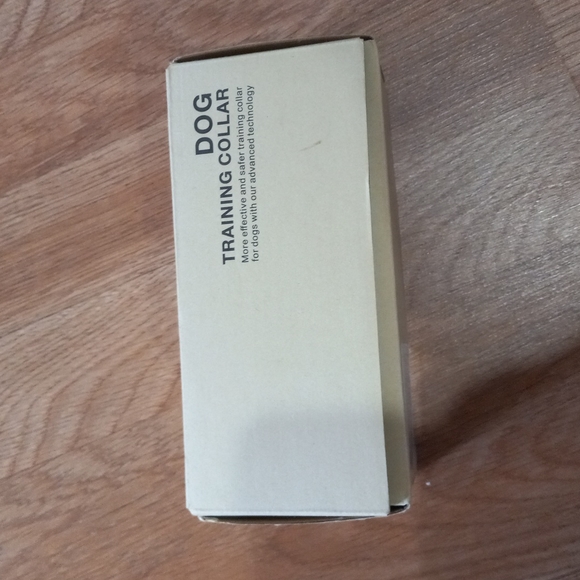 DOG
TRAINING COLLAR
More effective and safer training collar
for dogs with our advanced technology